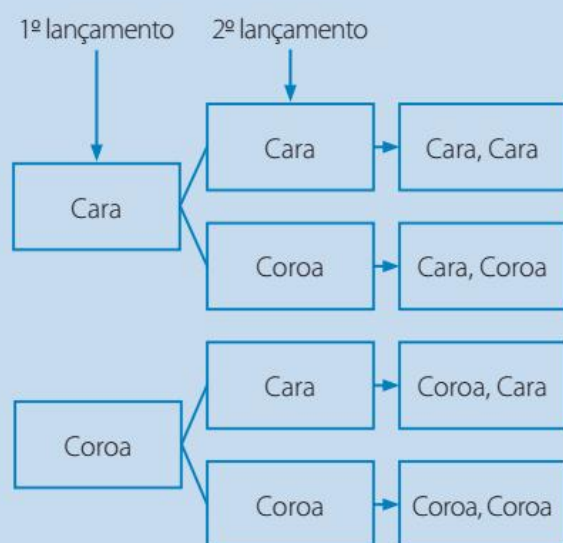 1º lançamento 2º lançamento
Cara Cara, Cara
Cara
Coroa Cara, Coroa
Cara Coroa, Cara
Coroa
Coroa Coroa, Coroa